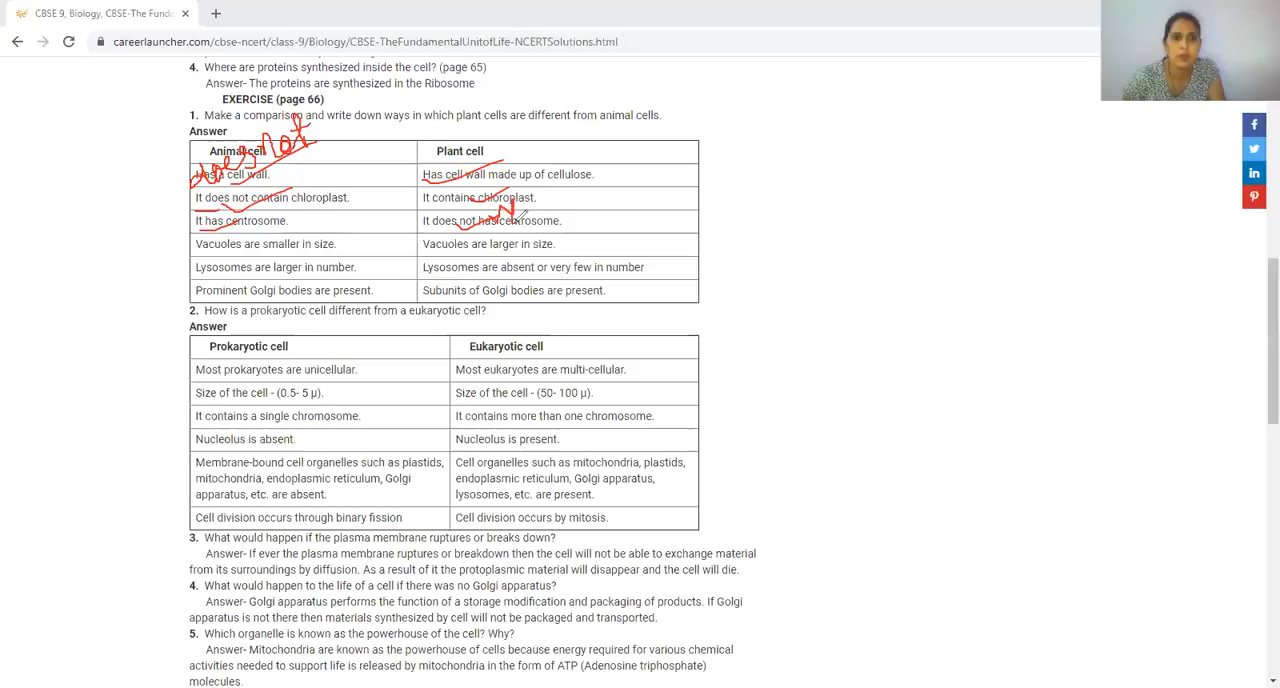 CBSE 9, Biology, CBSE-The Funda
careerlauncher.com/cbse-ncert/class-9/Biology/CBSE-TheFundamentalUnitofLife-NCERTSolutions.html
4. Where are proteins synthesized inside the cell? (page 65)
Answer- The proteins are synthesized in the Ribosome
EXERCISE (page 66)
1. Make a comparison and write down ways in which plant cells are different from animal cells.
Answer
does not
Animal cell Plant cell
Has a cell wall. Has cell wall made up of cellulose.
It does not contain chloroplast. It contains chloroplast.
It has centrosome. It does not has centrosome.
Vacuoles are smaller in size. Vacuoles are larger in size.
Lysosomes are larger in number. Lysosomes are absent or very few in number
Prominent Golgi bodies are present. Subunits of Golgi bodies are present.
2. How is a prokaryotic cell different from a eukaryotic cell?
Answer
Prokaryotic cell Eukaryotic cell
Most prokaryotes are unicellular. Most eukaryotes are multi-cellular.
Size of the cell - (0.5- 5 µ). Size of the cell - (50- 100 µ).
It contains a single chromosome. It contains more than one chromosome.
Nucleolus is absent. Nucleolus is present.
Membrane-bound cell organelles such as plastids, Cell organelles such as mitochondria, plastids,
mitochondria, endoplasmic reticulum, Golgi endoplasmic reticulum, Golgi apparatus,
apparatus, etc. are absent. lysosomes, etc. are present.
Cell division occurs through binary fission Cell division occurs by mitosis.
3. What would happen if the plasma membrane ruptures or breaks down?
Answer- If ever the plasma membrane ruptures or breakdown then the cell will not be able to exchange material
from its surroundings by diffusion. As a result of it the protoplasmic material will disappear and the cell will die.
4. What would happen to the life of a cell if there was no Golgi apparatus?
Answer- Golgi apparatus performs the function of a storage modification and packaging of products. If Golgi
apparatus is not there then materials synthesized by cell will not be packaged and transported.
5. Which organelle is known as the powerhouse of the cell? Why?
Answer- Mitochondria are known as the powerhouse of cells because energy required for various chemical
activities needed to support life is released by mitochondria in the form of ATP (Adenosine triphosphate)
molecules.